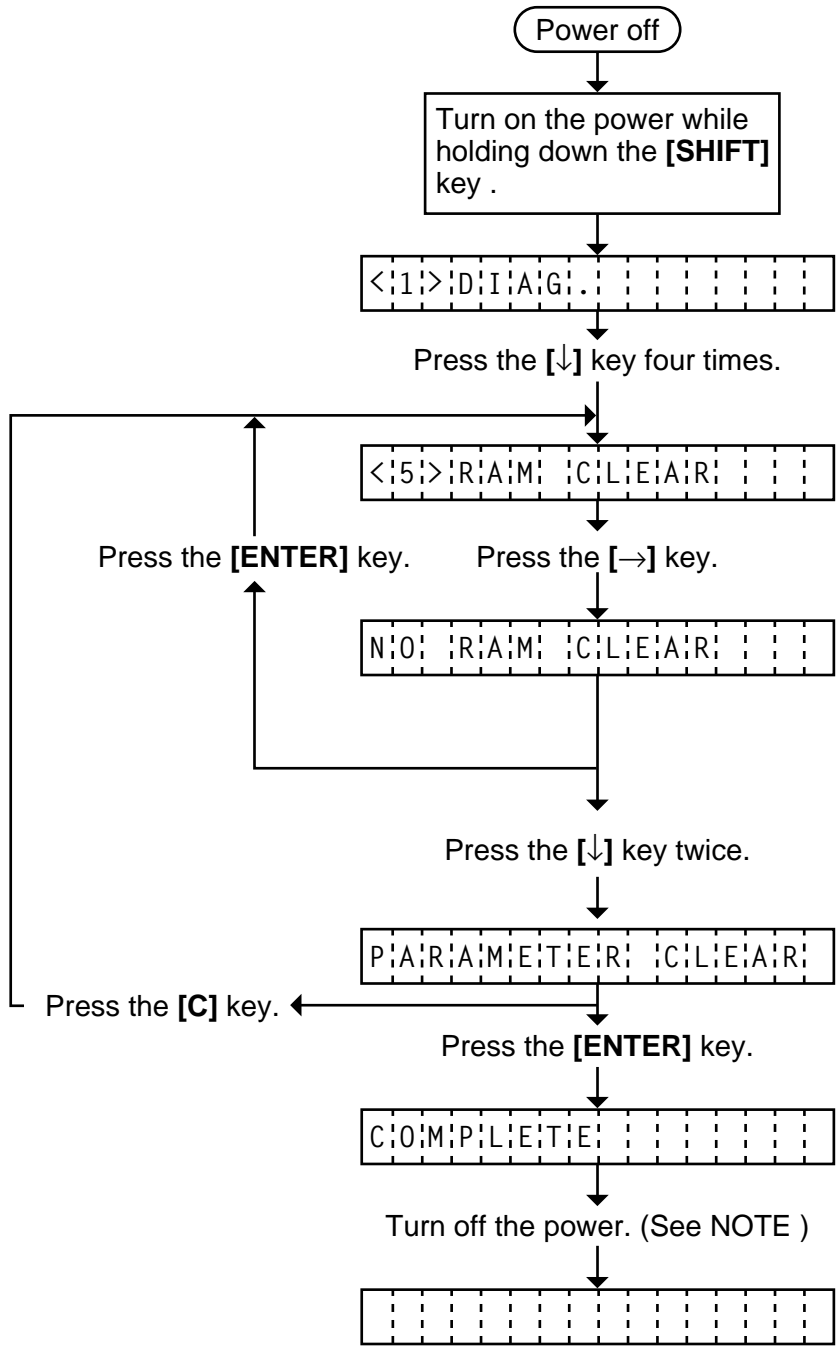 Power off
Turn on the power while
holding down the [SHIFT]
key .
<1>DIAG.
Press the [↓] key four times.
<5>RAM CLEAR
Press the [ENTER] key.
Press the [→] key.
NO RAM CLEAR
Press the [↓] key twice.
PARAMETER CLEAR
Press the [C] key.
Press the [ENTER] key.
COMPLETE
Turn off the power. (See NOTE )